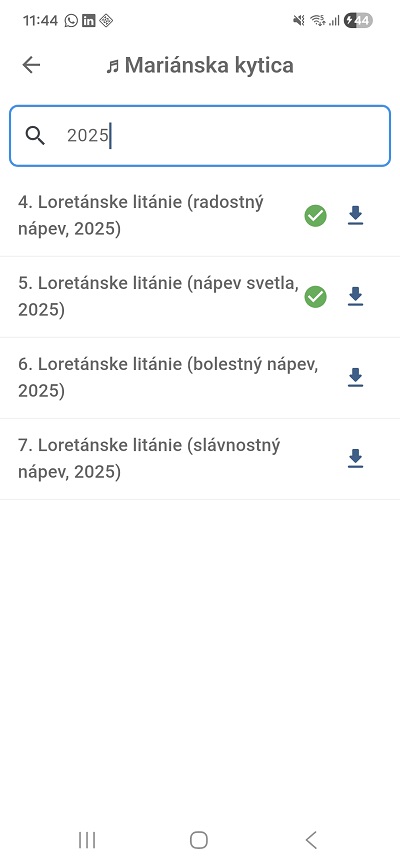 11:44
44
Mariánska kytica
2025
4. Loretánske litánie (radostný
nápev, 2025)
5. Loretánske litánie (nápev svetla,
2025)
6. Loretánske litánie (bolestný nápev,
2025)
7. Loretánske litánie (slávnostný
nápev, 2025)